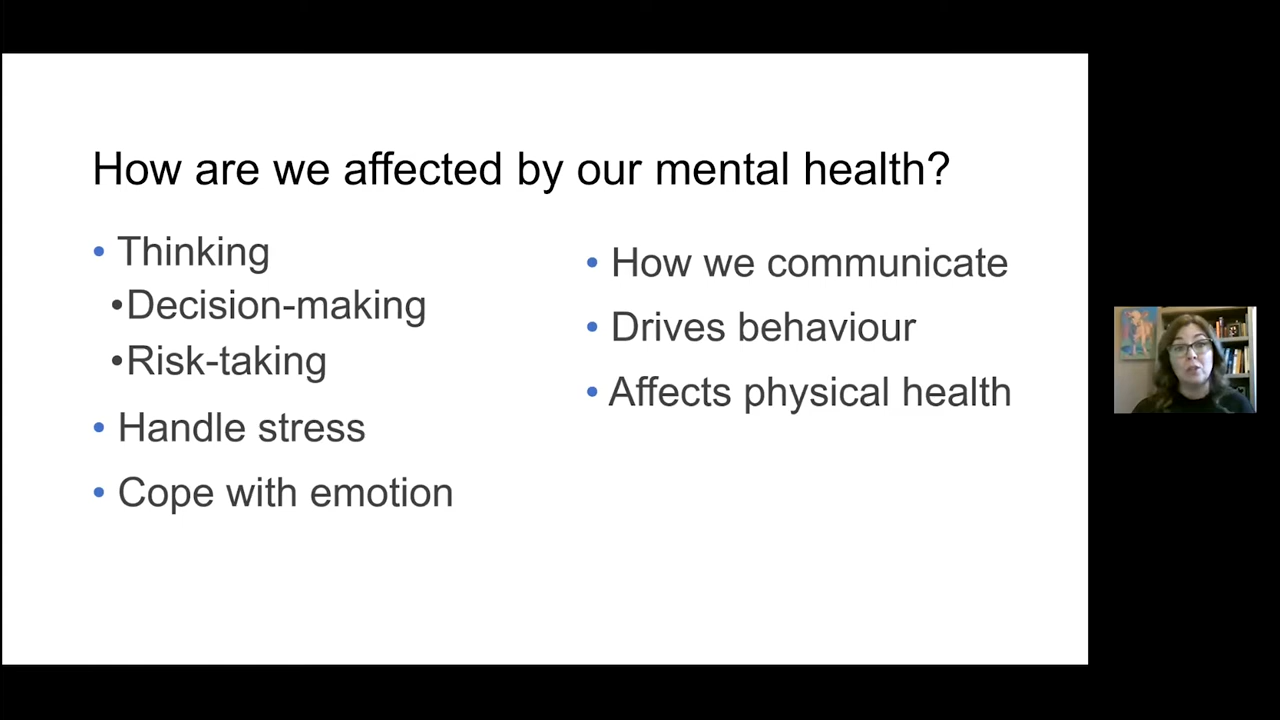 How are we affected by our mental health?
• Thinking
•Decision-making
•Risk-taking
• Handle stress
• Cope with emotion
• How we communicate
• Drives behaviour
• Affects physical health